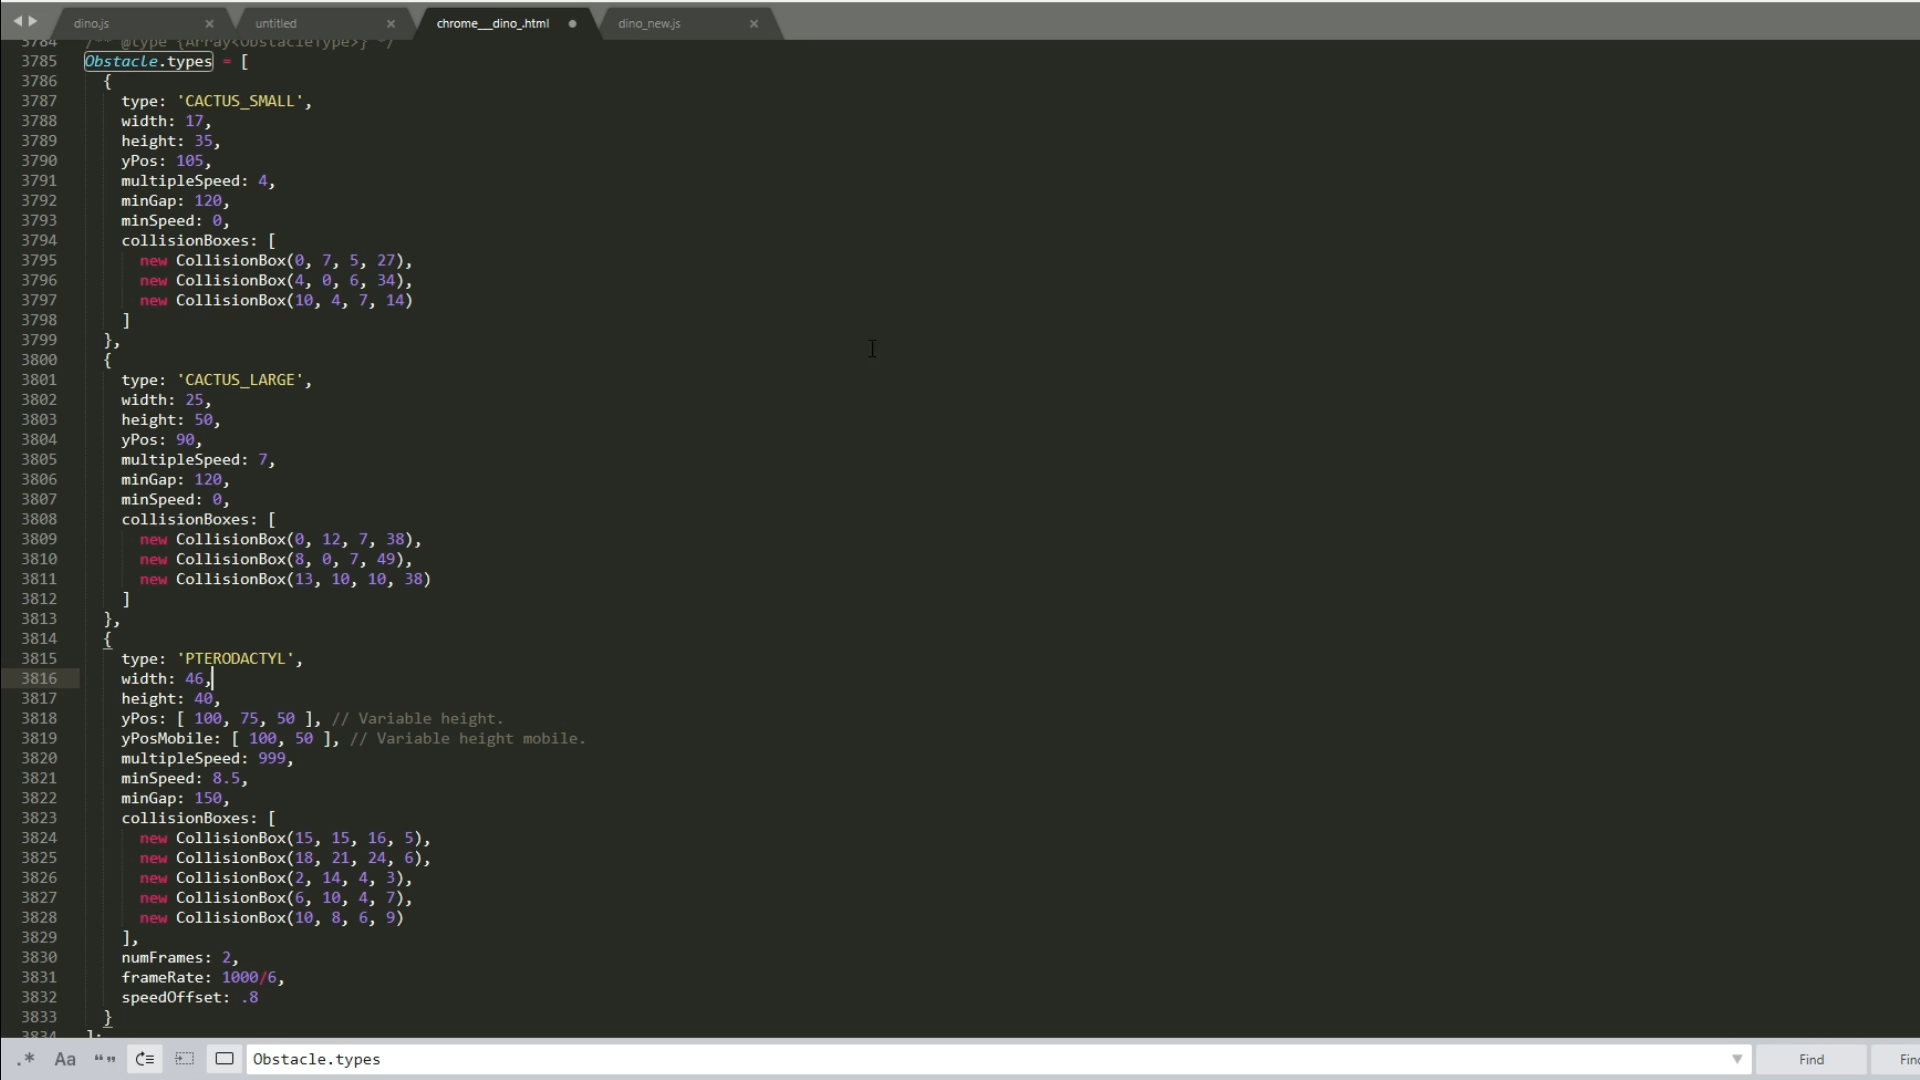 dino.js × untitled × chrome__dino_.html dino_new.js ×
3784 /** @type {Array<ObstacleType>} */
3785 Obstacle.types = [
3786 {
3787 type: 'CACTUS_SMALL',
3788 width: 17,
3789 height: 35,
3790 yPos: 105,
3791 multipleSpeed: 4,
3792 minGap: 120,
3793 minSpeed: 0,
3794 collisionBoxes: [
3795 new CollisionBox(0, 7, 5, 27),
3796 new CollisionBox(4, 0, 6, 34),
3797 new CollisionBox(10, 4, 7, 14)
3798 ]
3799 },
3800 {
3801 type: 'CACTUS_LARGE',
3802 width: 25,
3803 height: 50,
3804 yPos: 90,
3805 multipleSpeed: 7,
3806 minGap: 120,
3807 minSpeed: 0,
3808 collisionBoxes: [
3809 new CollisionBox(0, 12, 7, 38),
3810 new CollisionBox(8, 0, 7, 49),
3811 new CollisionBox(13, 10, 10, 38)
3812 ]
3813 },
3814 {
3815 type: 'PTERODACTYL',
3816 width: 46,
3817 height: 40,
3818 yPos: [ 100, 75, 50 ], // Variable height.
3819 yPosMobile: [ 100, 50 ], // Variable height mobile.
3820 multipleSpeed: 999,
3821 minSpeed: 8.5,
3822 minGap: 150,
3823 collisionBoxes: [
3824 new CollisionBox(15, 15, 16, 5),
3825 new CollisionBox(18, 21, 24, 6),
3826 new CollisionBox(2, 14, 4, 3),
3827 new CollisionBox(6, 10, 4, 7),
3828 new CollisionBox(10, 8, 6, 9)
3829 ],
3830 numFrames: 2,
3831 frameRate: 1000/6,
3832 speedOffset: .8
3833 }
3834 ];
.* Aa “” Obstacle.types Find Fin